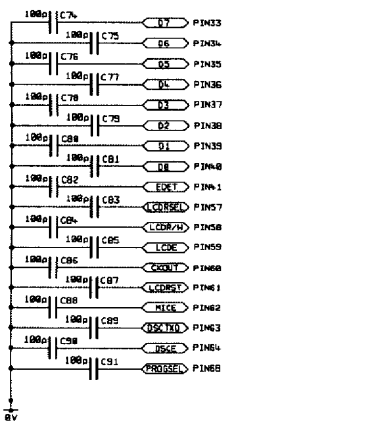 100p C74 D7 PIN33
100p C75 D6 PIN34
100p C76 D5 PIN35
100p C77 D4 PIN36
100p C78 D3 PIN37
100p C79 D2 PIN38
100p C80 D1 PIN39
100p C81 D0 PIN40
100p C82 EDET PIN41
100p C83 LCDRSEL PIN57
100p C84 LCDR/W PIN58
100p C85 LCDE PIN59
100p C86 CKOUT PIN60
100p C87 LCDRST PIN61
100p C88 MICE PIN62
100p C89 DSCTXD PIN63
100p C90 DSCE PIN64
100p C91 PROGSEL PIN68
0V